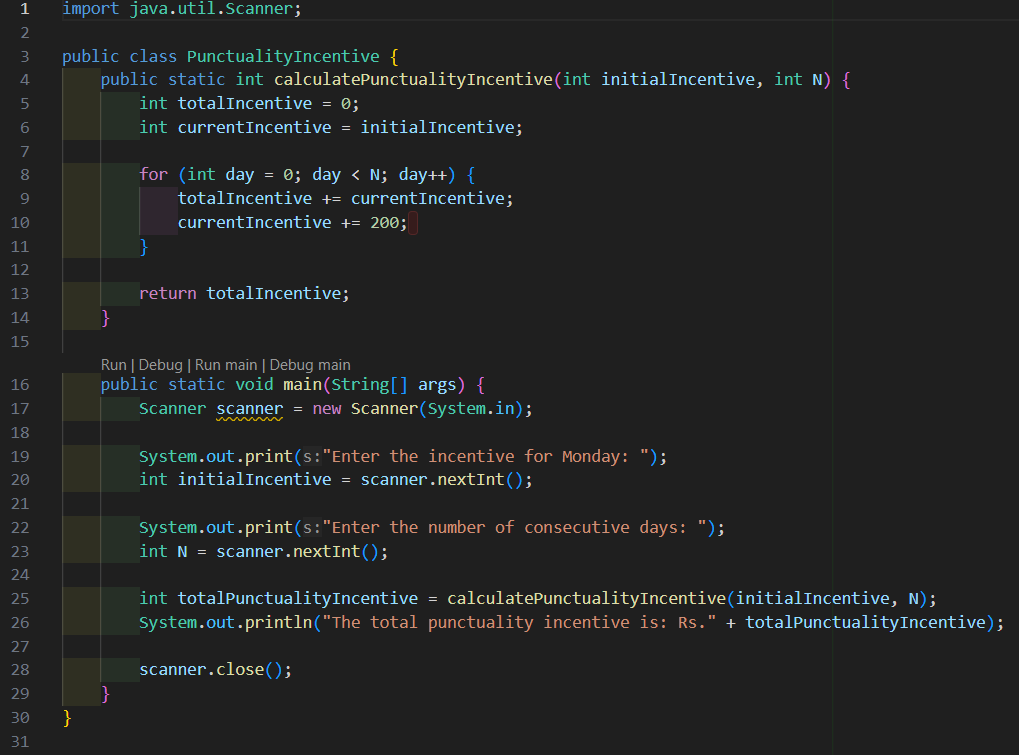 1 import java.util.Scanner;
2
3 public class PunctualityIncentive {
4 public static int calculatePunctualityIncentive(int initialIncentive, int N) {
5 int totalIncentive = 0;
6 int currentIncentive = initialIncentive;
7
8 for (int day = 0; day < N; day++) {
9 totalIncentive += currentIncentive;
10 currentIncentive += 200;
11 }
12
13 return totalIncentive;
14 }
15
Run | Debug | Run main | Debug main
16 public static void main(String[] args) {
17 Scanner scanner = new Scanner(System.in);
18
19 System.out.print(s:"Enter the incentive for Monday: ");
20 int initialIncentive = scanner.nextInt();
21
22 System.out.print(s:"Enter the number of consecutive days: ");
23 int N = scanner.nextInt();
24
25 int totalPunctualityIncentive = calculatePunctualityIncentive(initialIncentive, N);
26 System.out.println("The total punctuality incentive is: Rs." + totalPunctualityIncentive);
27
28 scanner.close();
29 }
30 }
31